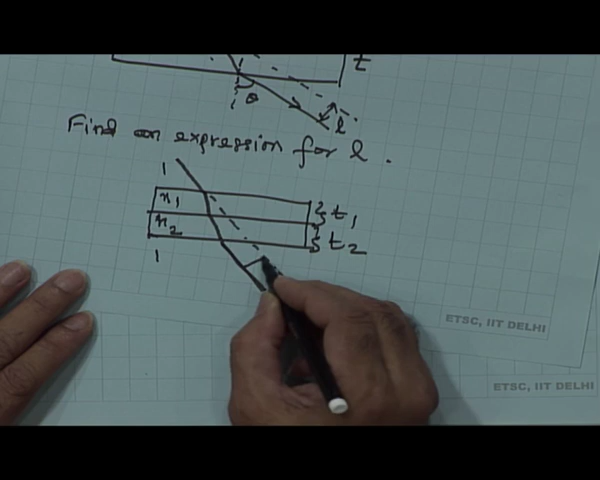 t
θ
l
Find an expression for l .
1
n1
t1
n2
t2
1
ETSC, IIT DELHI
ETSC, IIT DELHI